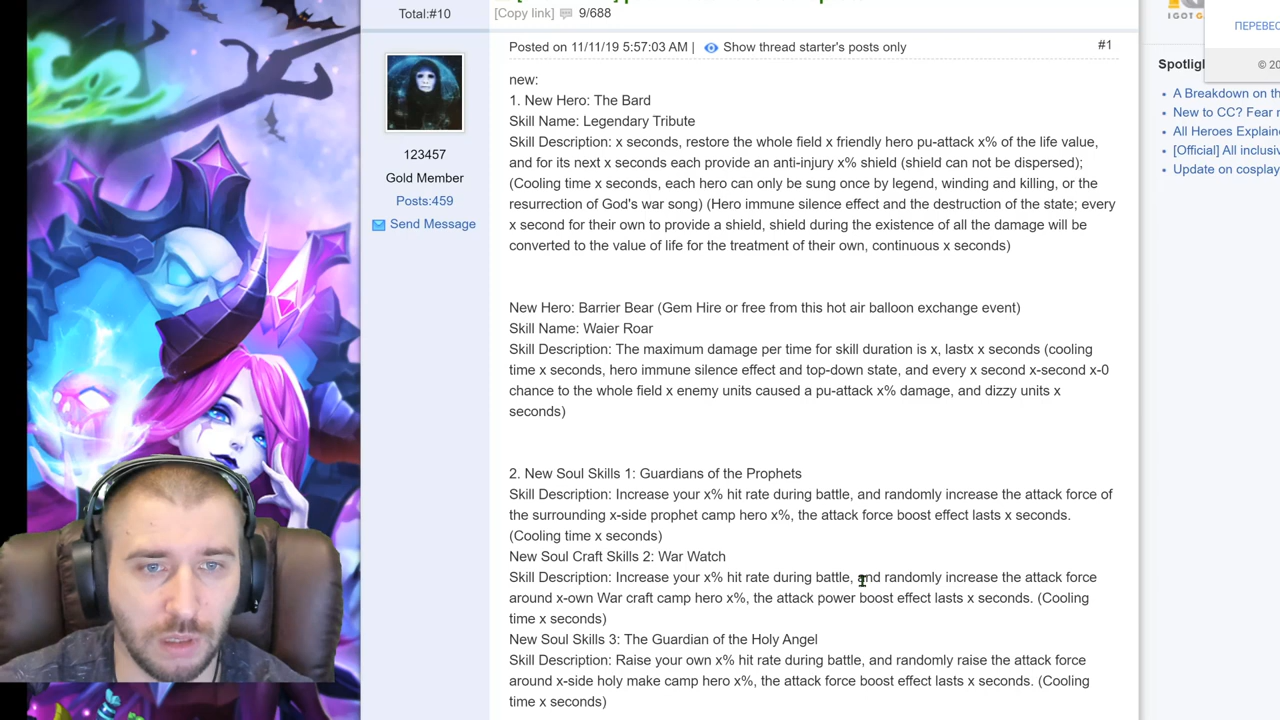 Total:#10
[Copy link] 9/688
IGOT
ПЕРЕВЕС
Posted on 11/11/19 5:57:03 AM | Show thread starter's posts only
#1
© 20
123457
Gold Member
Posts:459
Send Message
new:
1. New Hero: The Bard
Skill Name: Legendary Tribute
Skill Description: x seconds, restore the whole field x friendly hero pu-attack x% of the life value,
and for its next x seconds each provide an anti-injury x% shield (shield can not be dispersed);
(Cooling time x seconds, each hero can only be sung once by legend, winding and killing, or the
resurrection of God's war song) (Hero immune silence effect and the destruction of the state; every
x second for their own to provide a shield, shield during the existence of all the damage will be
converted to the value of life for the treatment of their own, continuous x seconds)
New Hero: Barrier Bear (Gem Hire or free from this hot air balloon exchange event)
Skill Name: Waier Roar
Skill Description: The maximum damage per time for skill duration is x, lastx x seconds (cooling
time x seconds, hero immune silence effect and top-down state, and every x second x-second x-0
chance to the whole field x enemy units caused a pu-attack x% damage, and dizzy units x
seconds)
2. New Soul Skills 1: Guardians of the Prophets
Skill Description: Increase your x% hit rate during battle, and randomly increase the attack force of
the surrounding x-side prophet camp hero x%, the attack force boost effect lasts x seconds.
(Cooling time x seconds)
New Soul Craft Skills 2: War Watch
Skill Description: Increase your x% hit rate during battle, and randomly increase the attack force
around x-own War craft camp hero x%, the attack power boost effect lasts x seconds. (Cooling
time x seconds)
New Soul Skills 3: The Guardian of the Holy Angel
Skill Description: Raise your own x% hit rate during battle, and randomly raise the attack force
around x-side holy make camp hero x%, the attack force boost effect lasts x seconds. (Cooling
time x seconds)
Spotlig
A Breakdown on th
New to CC? Fear n
All Heroes Explain
[Official] All inclusiv
Update on cosplay